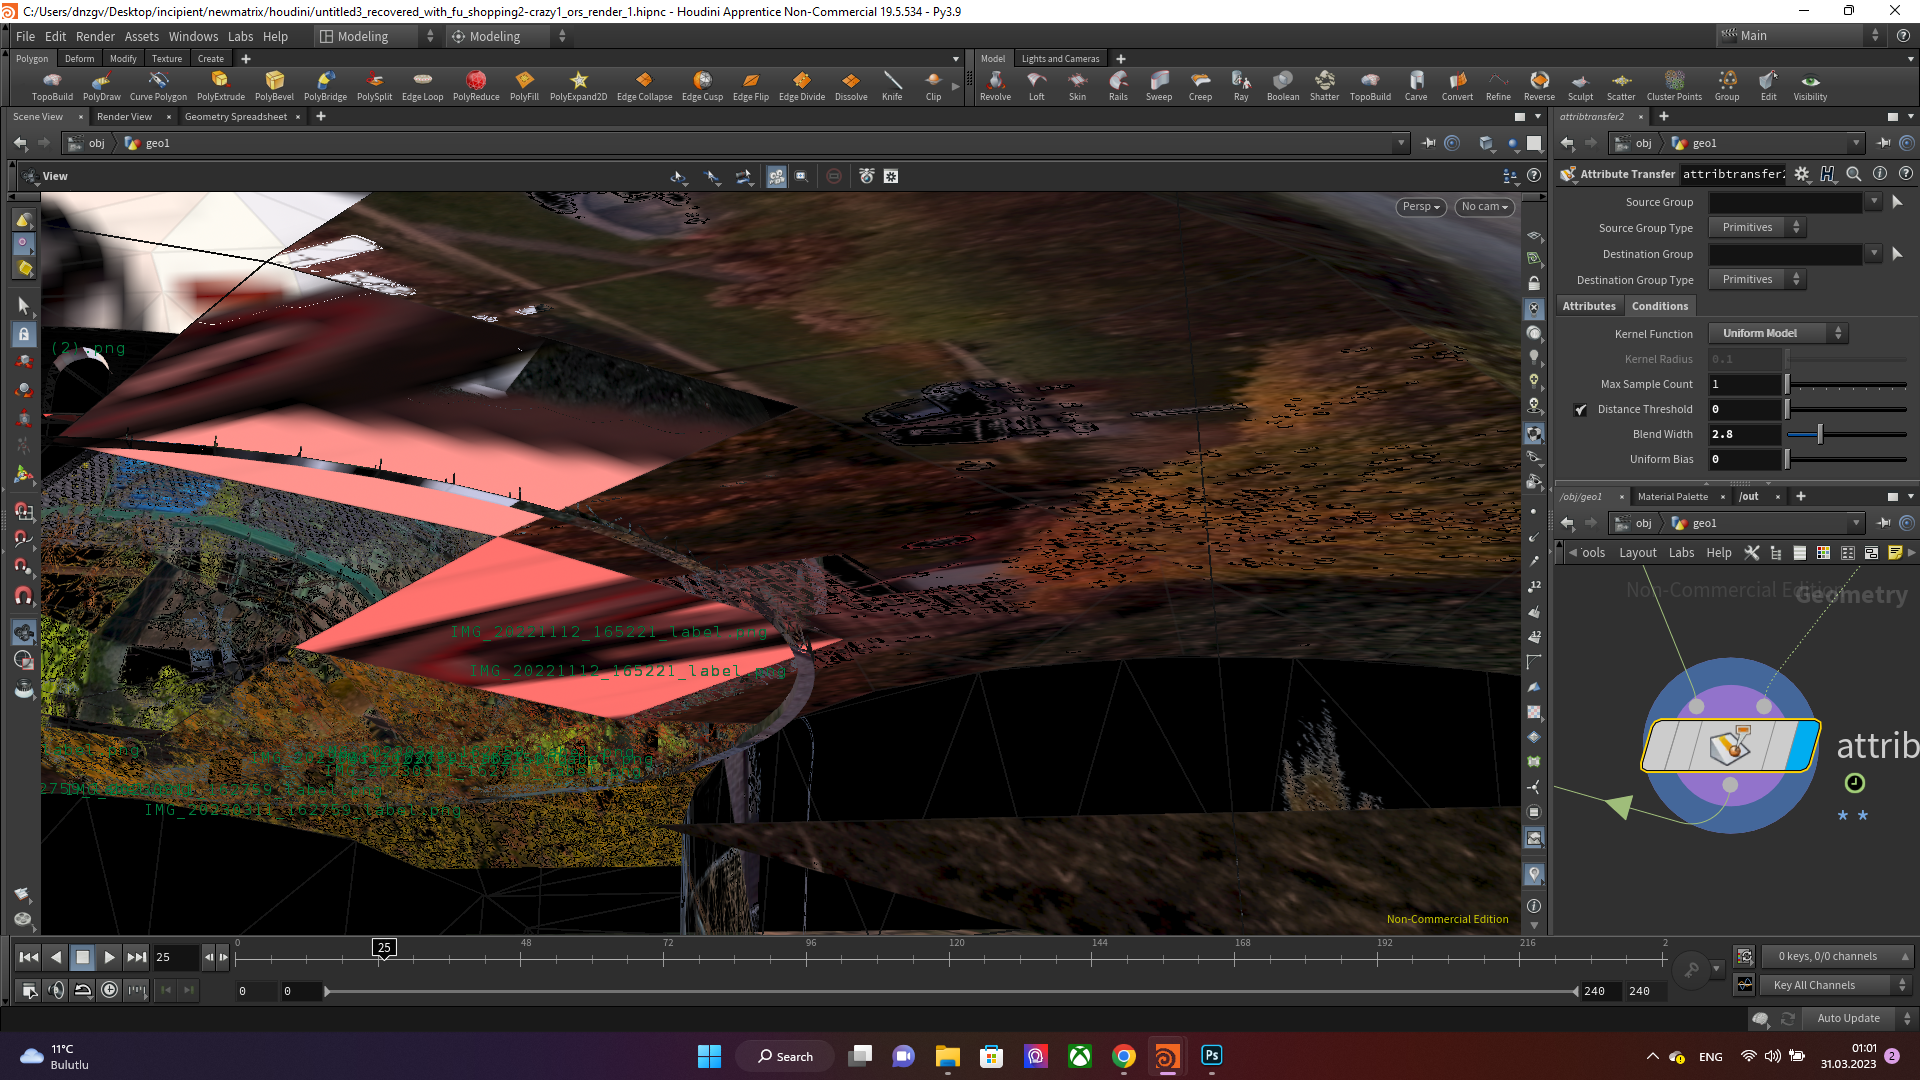 C:/Users/dnzgv/Desktop/incipient/newmatrix/houdini/untitled3_recovered_with_fu_shopping2-crazy1_ors_render_1.hipnc - Houdini Apprentice Non-Commercial 19.5.534 - Py3.9
File Edit Render Assets Windows Labs Help Modeling Modeling Main
Polygon Deform Modify Texture Create
Model Lights and Cameras
TopoBuild PolyDraw Curve Polygon PolyExtrude PolyBevel PolyBridge PolySplit Edge Loop PolyReduce PolyFill PolyExpand2D Edge Collapse Edge Cusp Edge Flip Edge Divide Dissolve Knife Clip
Revolve Loft Skin Rails Sweep Creep Ray Boolean Shatter TopoBuild Carve Convert Refine Reverse Sculpt Scatter Cluster Points Group Edit Visibility
Scene View Render View Geometry Spreadsheet
obj geo1
View
Persp No cam
(2).png
IMG_20221112_165221_label.png
IMG_20221112_165221_label.png
IMG_20230311_162759_label.png
Non-Commercial Edition
attribtransfer2
obj geo1
Attribute Transfer attribtransfer2
Source Group
Source Group Type Primitives
Destination Group
Destination Group Type Primitives
Attributes Conditions
Kernel Function Uniform Model
Kernel Radius 0.1
Max Sample Count 1
Distance Threshold 0
Blend Width 2.8
Uniform Bias 0
/obj/geo1 Material Palette /out
obj geo1
ools Layout Labs Help
Non-Commercial Edition
Geometry
attrib
* *
0 25 48 72 96 120 144 168 192 216 2
25
0 0 240 240
0 keys, 0/0 channels
Key All Channels
Auto Update
11°C
Bulutlu
Search
Ps
ENG
01:01
31.03.2023
2